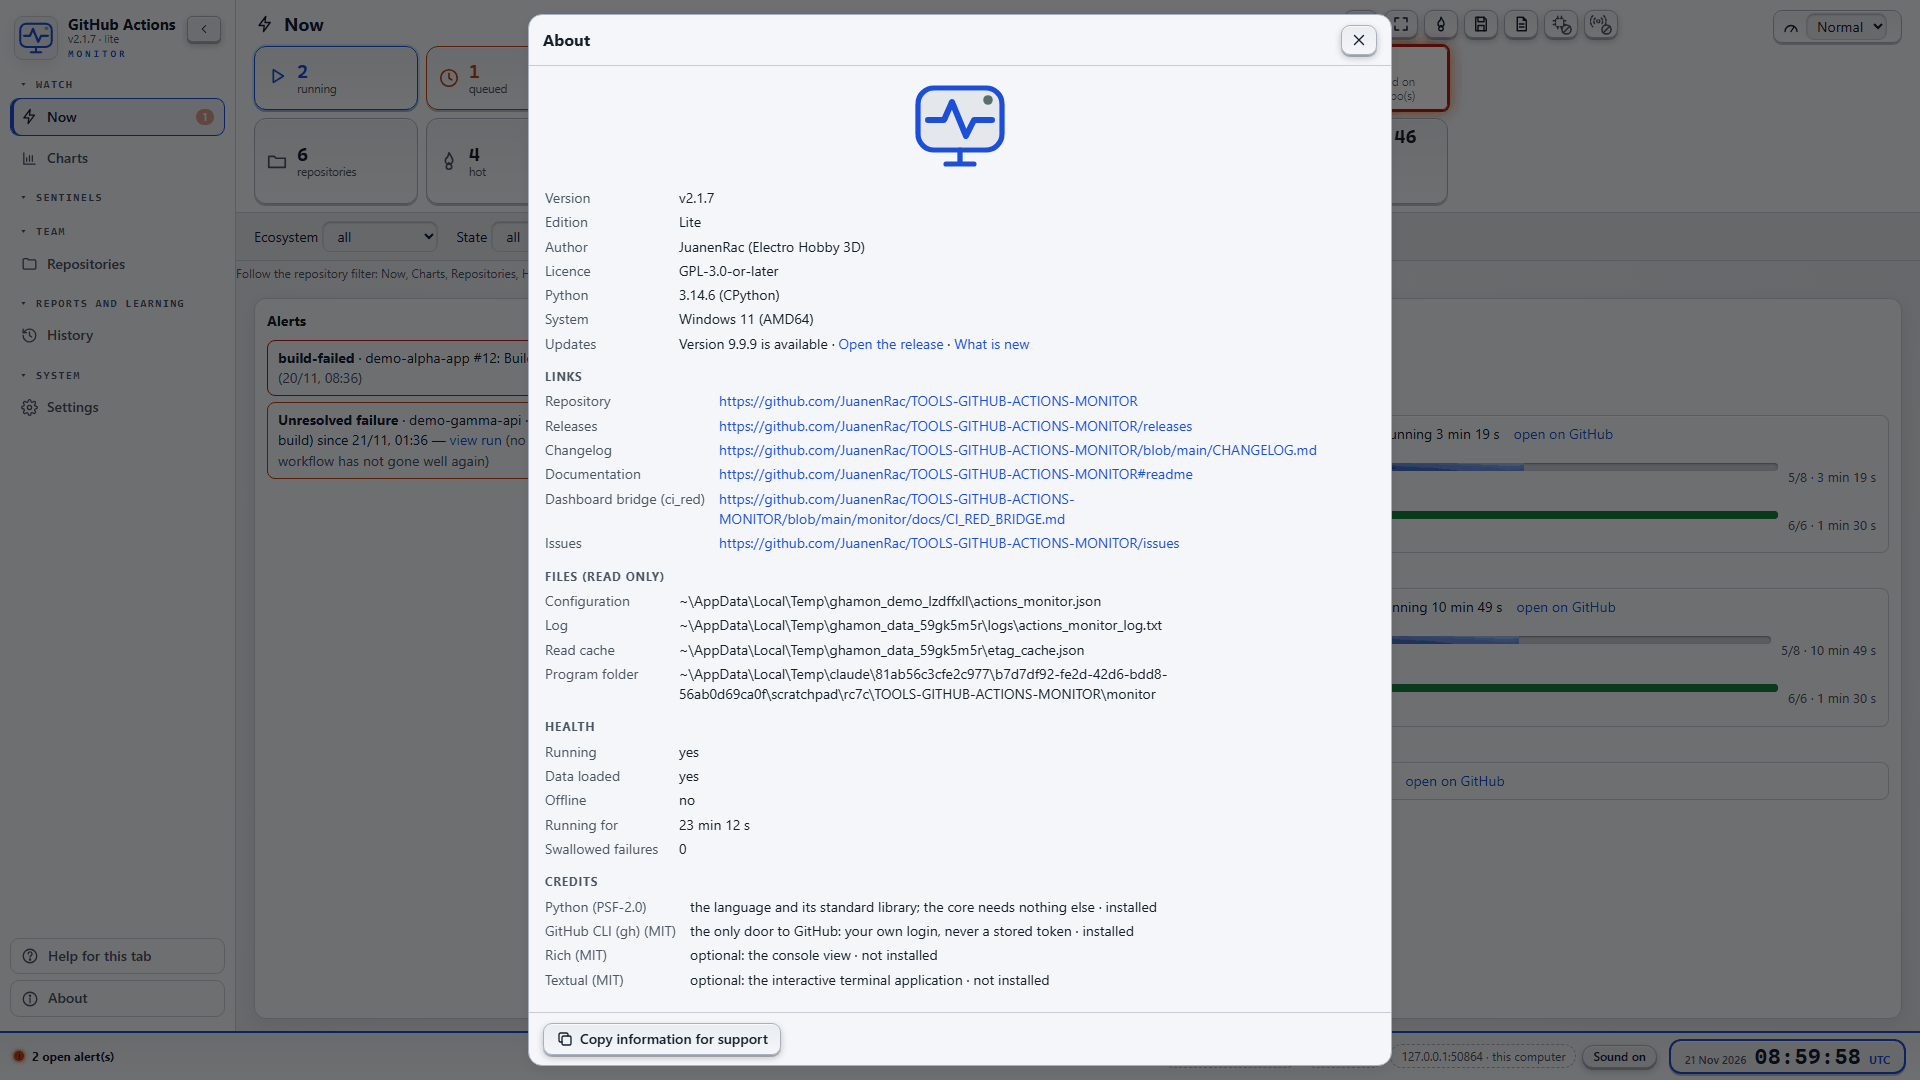 GitHub Actions
v2.1.7 · lite
MONITOR
WATCH
Now
1
Charts
SENTINELS
TEAM
Repositories
REPORTS AND LEARNING
History
SYSTEM
Settings
Help for this tab
About
2 open alert(s)
Now
2
running
1
queued
6
repositories
4
hot
Ecosystem
all
State
all
Follow the repository filter: Now, Charts, Repositories, H
Alerts
build-failed · demo-alpha-app #12: Buil
(20/11, 08:36)
Unresolved failure · demo-gamma-api ·
build) since 21/11, 01:36 — view run (no
workflow has not gone well again)
About
Version v2.1.7
Edition Lite
Author JuanenRac (Electro Hobby 3D)
Licence GPL-3.0-or-later
Python 3.14.6 (CPython)
System Windows 11 (AMD64)
Updates Version 9.9.9 is available · Open the release · What is new
LINKS
Repository https://github.com/JuanenRac/TOOLS-GITHUB-ACTIONS-MONITOR
Releases https://github.com/JuanenRac/TOOLS-GITHUB-ACTIONS-MONITOR/releases
Changelog https://github.com/JuanenRac/TOOLS-GITHUB-ACTIONS-MONITOR/blob/main/CHANGELOG.md
Documentation https://github.com/JuanenRac/TOOLS-GITHUB-ACTIONS-MONITOR#readme
Dashboard bridge (ci_red) https://github.com/JuanenRac/TOOLS-GITHUB-ACTIONS-
MONITOR/blob/main/monitor/docs/CI_RED_BRIDGE.md
Issues https://github.com/JuanenRac/TOOLS-GITHUB-ACTIONS-MONITOR/issues
FILES (READ ONLY)
Configuration ~\AppData\Local\Temp\ghamon_demo_lzdffxll\actions_monitor.json
Log ~\AppData\Local\Temp\ghamon_data_59gk5m5r\logs\actions_monitor_log.txt
Read cache ~\AppData\Local\Temp\ghamon_data_59gk5m5r\etag_cache.json
Program folder ~\AppData\Local\Temp\claude\81ab56c3cfe2c977\b7d7df92-fe2d-42d6-bdd8-
56ab0d69ca0f\scratchpad\rc7c\TOOLS-GITHUB-ACTIONS-MONITOR\monitor
HEALTH
Running yes
Data loaded yes
Offline no
Running for 23 min 12 s
Swallowed failures 0
CREDITS
Python (PSF-2.0) the language and its standard library; the core needs nothing else · installed
GitHub CLI (gh) (MIT) the only door to GitHub: your own login, never a stored token · installed
Rich (MIT) optional: the console view · not installed
Textual (MIT) optional: the interactive terminal application · not installed
Copy information for support
Normal
d on
po(s)
46
unning 3 min 19 s open on GitHub
5/8 · 3 min 19 s
6/6 · 1 min 30 s
nning 10 min 49 s open on GitHub
5/8 · 10 min 49 s
6/6 · 1 min 30 s
open on GitHub
127.0.0.1:50864 · this computer
Sound on
21 Nov 2026 08:59:58 UTC